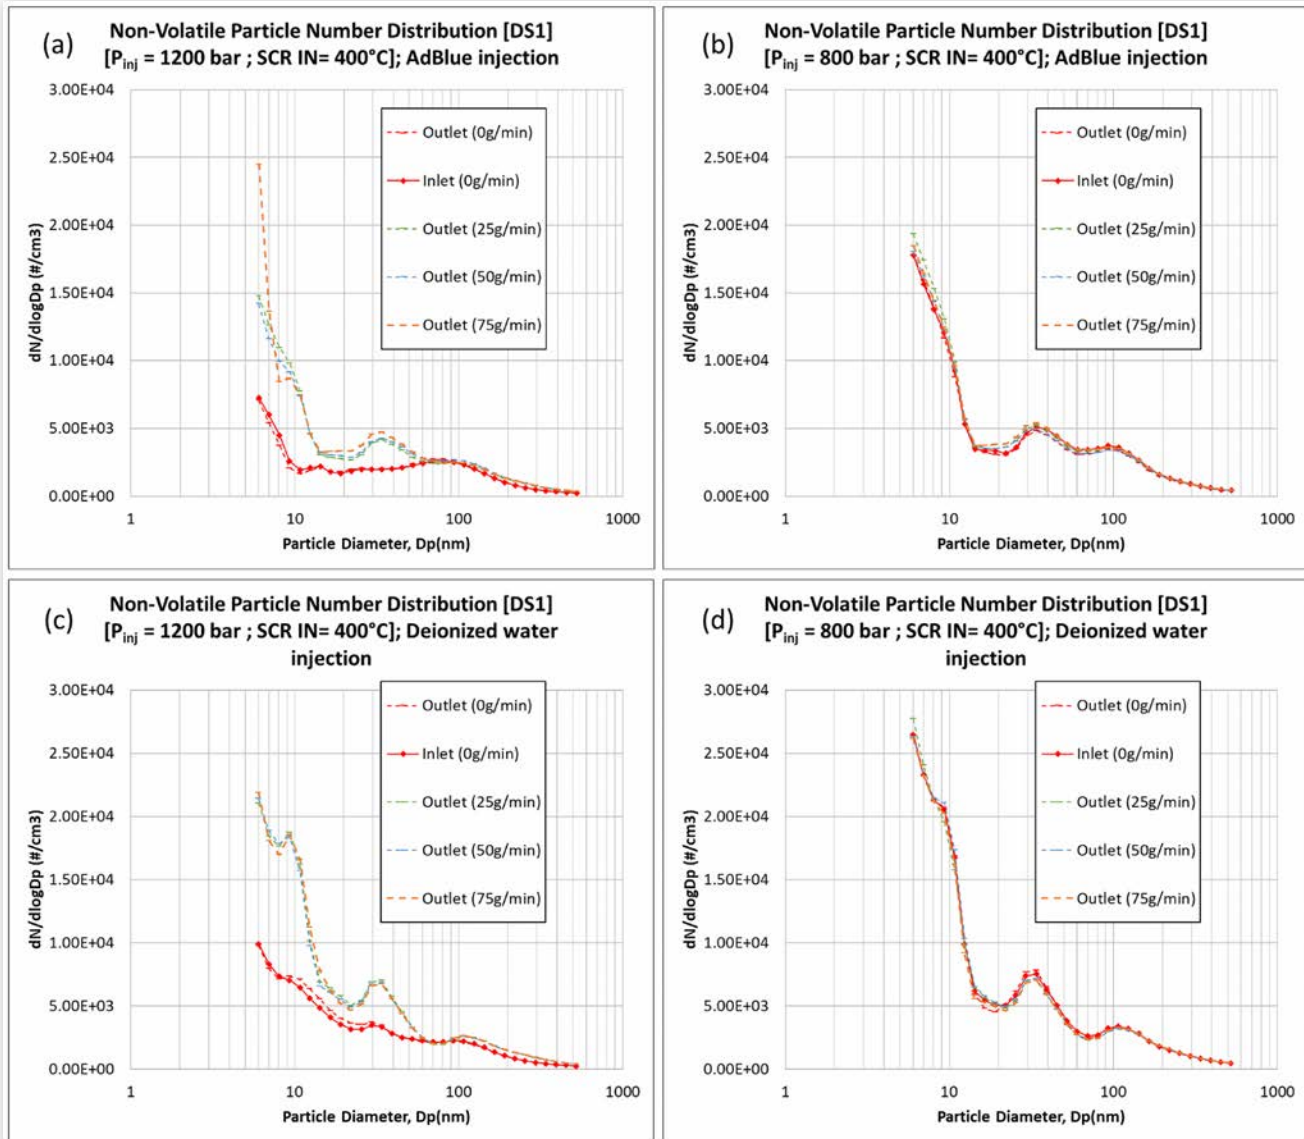 (a) Non-Volatile Particle Number Distribution [DS1]
[Pinj = 1200 bar ; SCR IN= 400°C]; AdBlue injection
3.00E+04
2.50E+04
2.00E+04
1.50E+04
1.00E+04
5.00E+03
0.00E+00
dN/dlogDp (#/cm3)
Outlet (0g/min)
Inlet (0g/min)
Outlet (25g/min)
Outlet (50g/min)
Outlet (75g/min)
1 10 100 1000
Particle Diameter, Dp(nm)
(b) Non-Volatile Particle Number Distribution [DS1]
[Pinj = 800 bar ; SCR IN= 400°C]; AdBlue injection
3.00E+04
2.50E+04
2.00E+04
1.50E+04
1.00E+04
5.00E+03
0.00E+00
dN/dlogDp (#/cm3)
Outlet (0g/min)
Inlet (0g/min)
Outlet (25g/min)
Outlet (50g/min)
Outlet (75g/min)
1 10 100 1000
Particle Diameter, Dp(nm)
(c) Non-Volatile Particle Number Distribution [DS1]
[Pinj = 1200 bar ; SCR IN= 400°C]; Deionized water
injection
3.00E+04
2.50E+04
2.00E+04
1.50E+04
1.00E+04
5.00E+03
0.00E+00
dN/dlogDp (#/cm3)
Outlet (0g/min)
Inlet (0g/min)
Outlet (25g/min)
Outlet (50g/min)
Outlet (75g/min)
1 10 100 1000
Particle Diameter, Dp(nm)
(d) Non-Volatile Particle Number Distribution [DS1]
[Pinj = 800 bar ; SCR IN= 400°C]; Deionized water
injection
3.00E+04
2.50E+04
2.00E+04
1.50E+04
1.00E+04
5.00E+03
0.00E+00
dN/dlogDp (#/cm3)
Outlet (0g/min)
Inlet (0g/min)
Outlet (25g/min)
Outlet (50g/min)
Outlet (75g/min)
1 10 100 1000
Particle Diameter, Dp(nm)